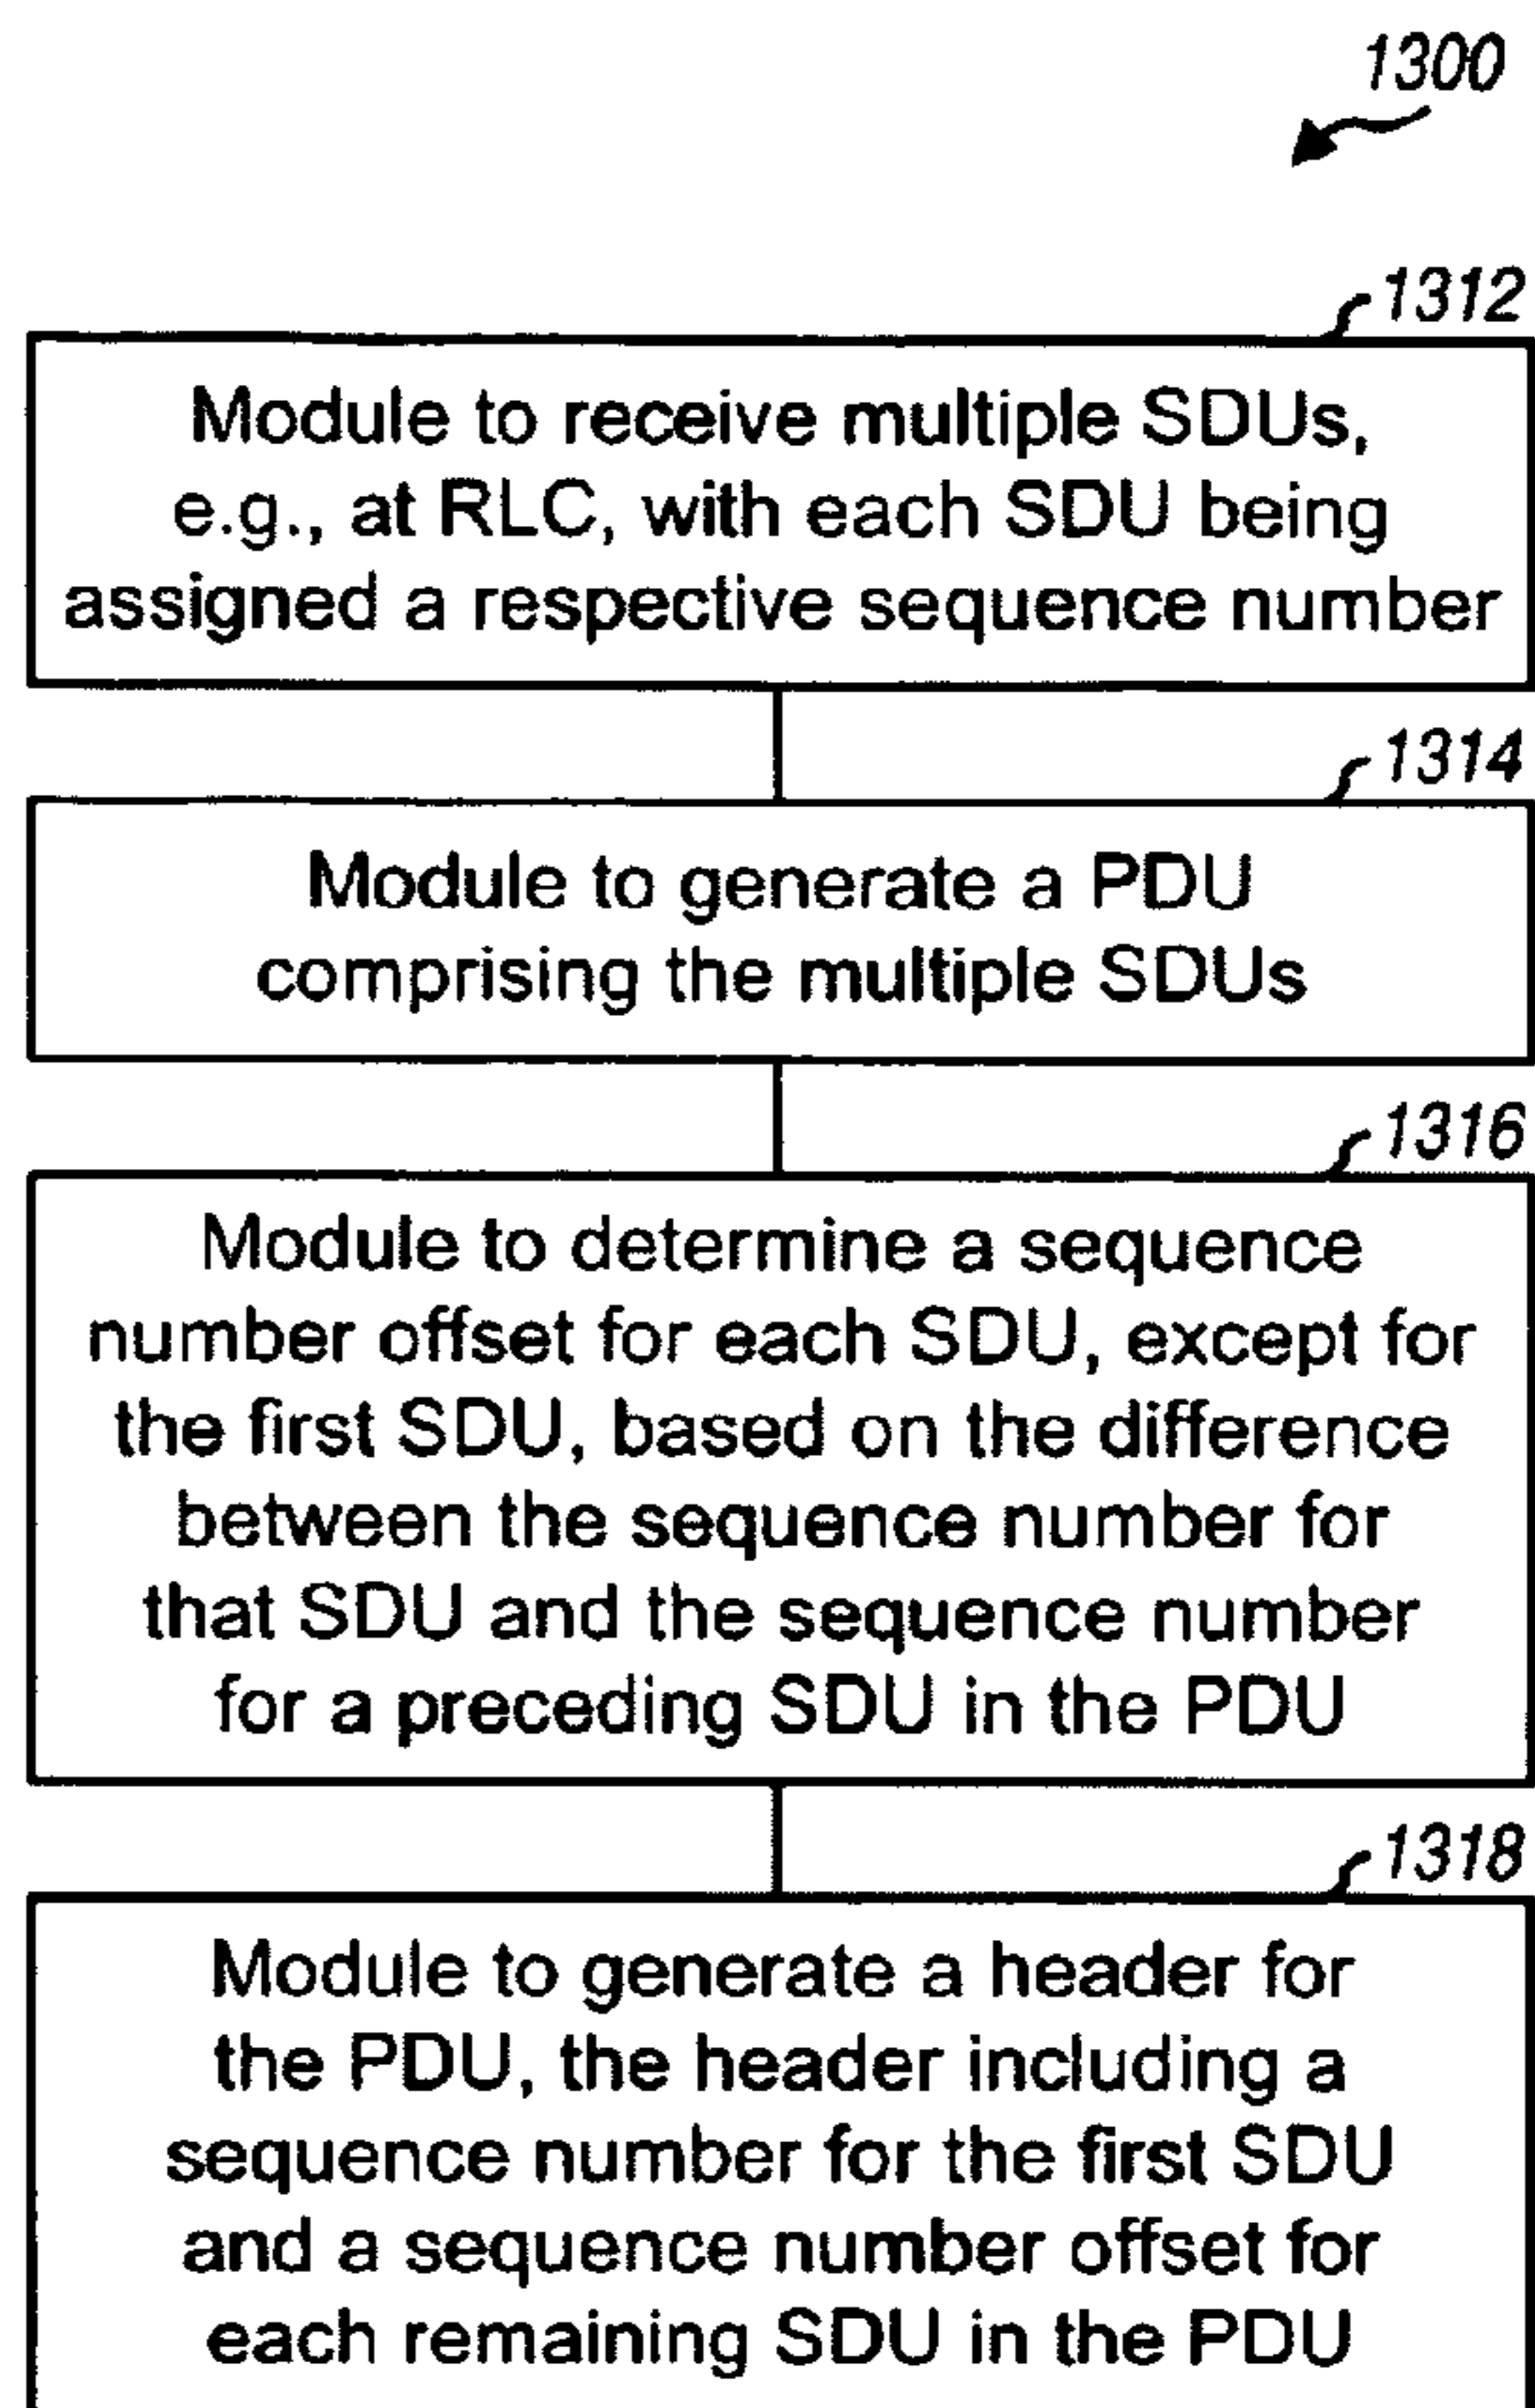 1300
1312
Module to receive multiple SDUs,
e.g., at RLC, with each SDU being
assigned a respective sequence number
1314
Module to generate a PDU
comprising the multiple SDUs
1316
Module to determine a sequence
number offset for each SDU, except for
the first SDU, based on the difference
between the sequence number for
that SDU and the sequence number
for a preceding SDU in the PDU
1318
Module to generate a header for
the PDU, the header including a
sequence number for the first SDU
and a sequence number offset for
each remaining SDU in the PDU